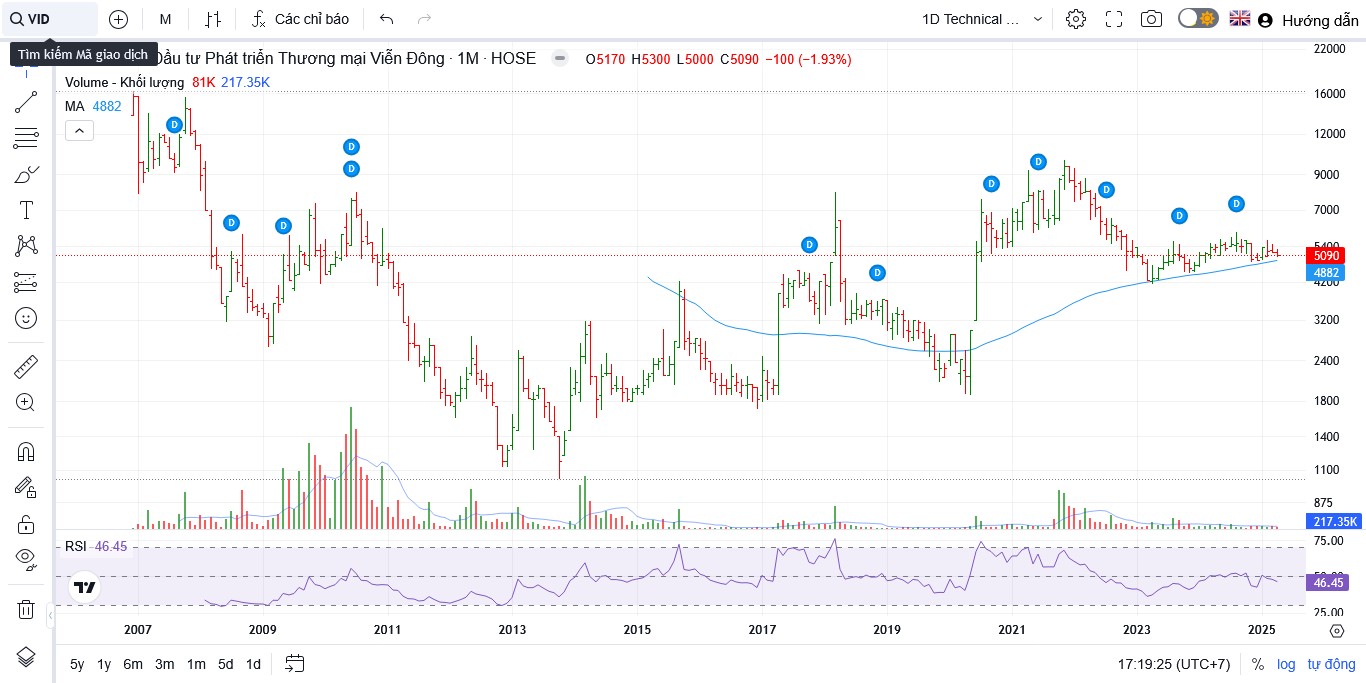 VID
M
Các chỉ báo
1D Technical ...
Hướng dẫn
Tìm kiếm Mã giao dịch
Đầu tư Phát triển Thương mại Viễn Đông · 1M · HOSE
O5170 H5300 L5000 C5090 −100 (−1.93%)
Volume - Khối lượng 81K 217.35K
MA 4882
D
D
D
D
D
D
D
D
D
D
D
D
22000
16000
12000
9000
7000
5400
5090
4882
4200
3200
2400
1800
1400
1100
875
217.35K
RSI 46.45
75.00
50.00
46.45
25.00
2007 2009 2011 2013 2015 2017 2019 2021 2023 2025
5y 1y 6m 3m 1m 5d 1d
17:19:25 (UTC+7) % log tự động